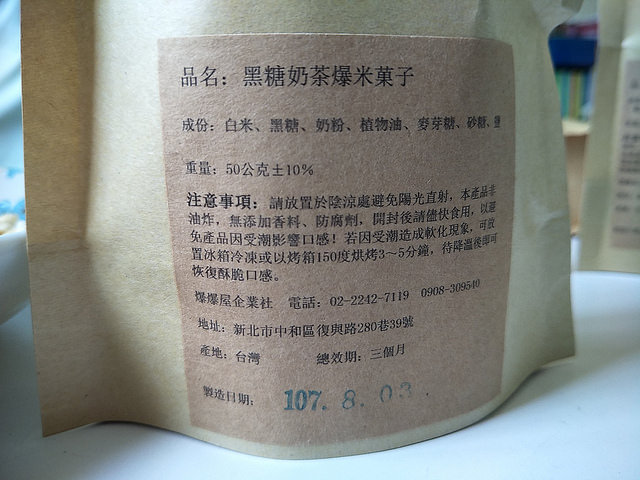 品名：黑糖奶茶爆米菓子
成份：白米、黑糖、奶粉、植物油、麥芽糖、砂糖、鹽
重量：50公克±10%
注意事項：請放置於陰涼處避免陽光直射，本產品非
油炸，無添加香料、防腐劑，開封後請儘快食用，以避
免產品因受潮影響口感！若因受潮造成軟化現象，可放
置冰箱冷凍或以烤箱150度烘烤3～5分鐘，待降溫後即可
恢復酥脆口感。
爆爆屋企業社 電話：02-2242-7119 0908-309540
地址：新北市中和區復興路280巷39號
產地：台灣 總效期：三個月
製造日期： 107. 8. 03.